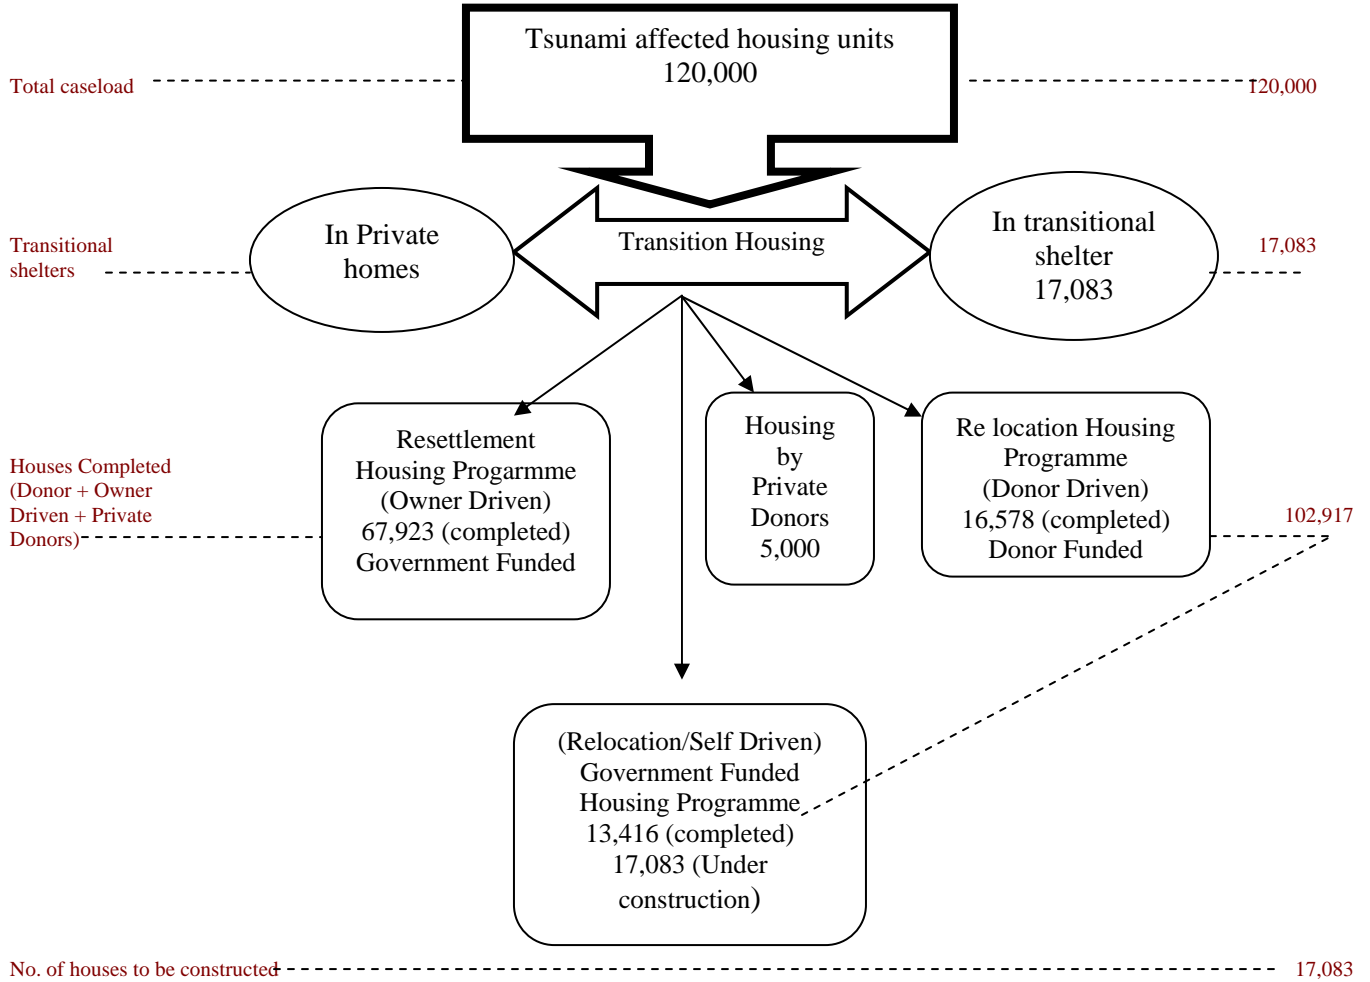 Tsunami affected housing units
120,000
Total caseload
120,000
In Private
homes
Transition Housing
In transitional
shelter
17,083
Transitional
shelters
17,083
Resettlement
Housing Progarmme
(Owner Driven)
67,923 (completed)
Government Funded
Housing
by
Private
Donors
5,000
Re location Housing
Programme
(Donor Driven)
16,578 (completed)
Donor Funded
Houses Completed
(Donor + Owner
Driven + Private
Donors)
102,917
(Relocation/Self Driven)
Government Funded
Housing Programme
13,416 (completed)
17,083 (Under
construction)
No. of houses to be constructed
17,083